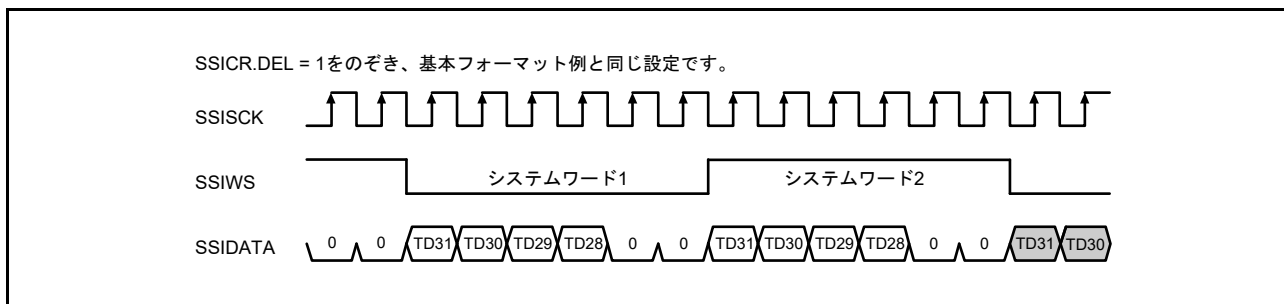 SSICR.DEL = 1をのぞき、基本フォーマット例と同じ設定です。
SSISCK
SSIWS システムワード1 システムワード2
SSIDATA 0 0 TD31 TD30 TD29 TD28 0 0 TD31 TD30 TD29 TD28 0 0 TD31 TD30